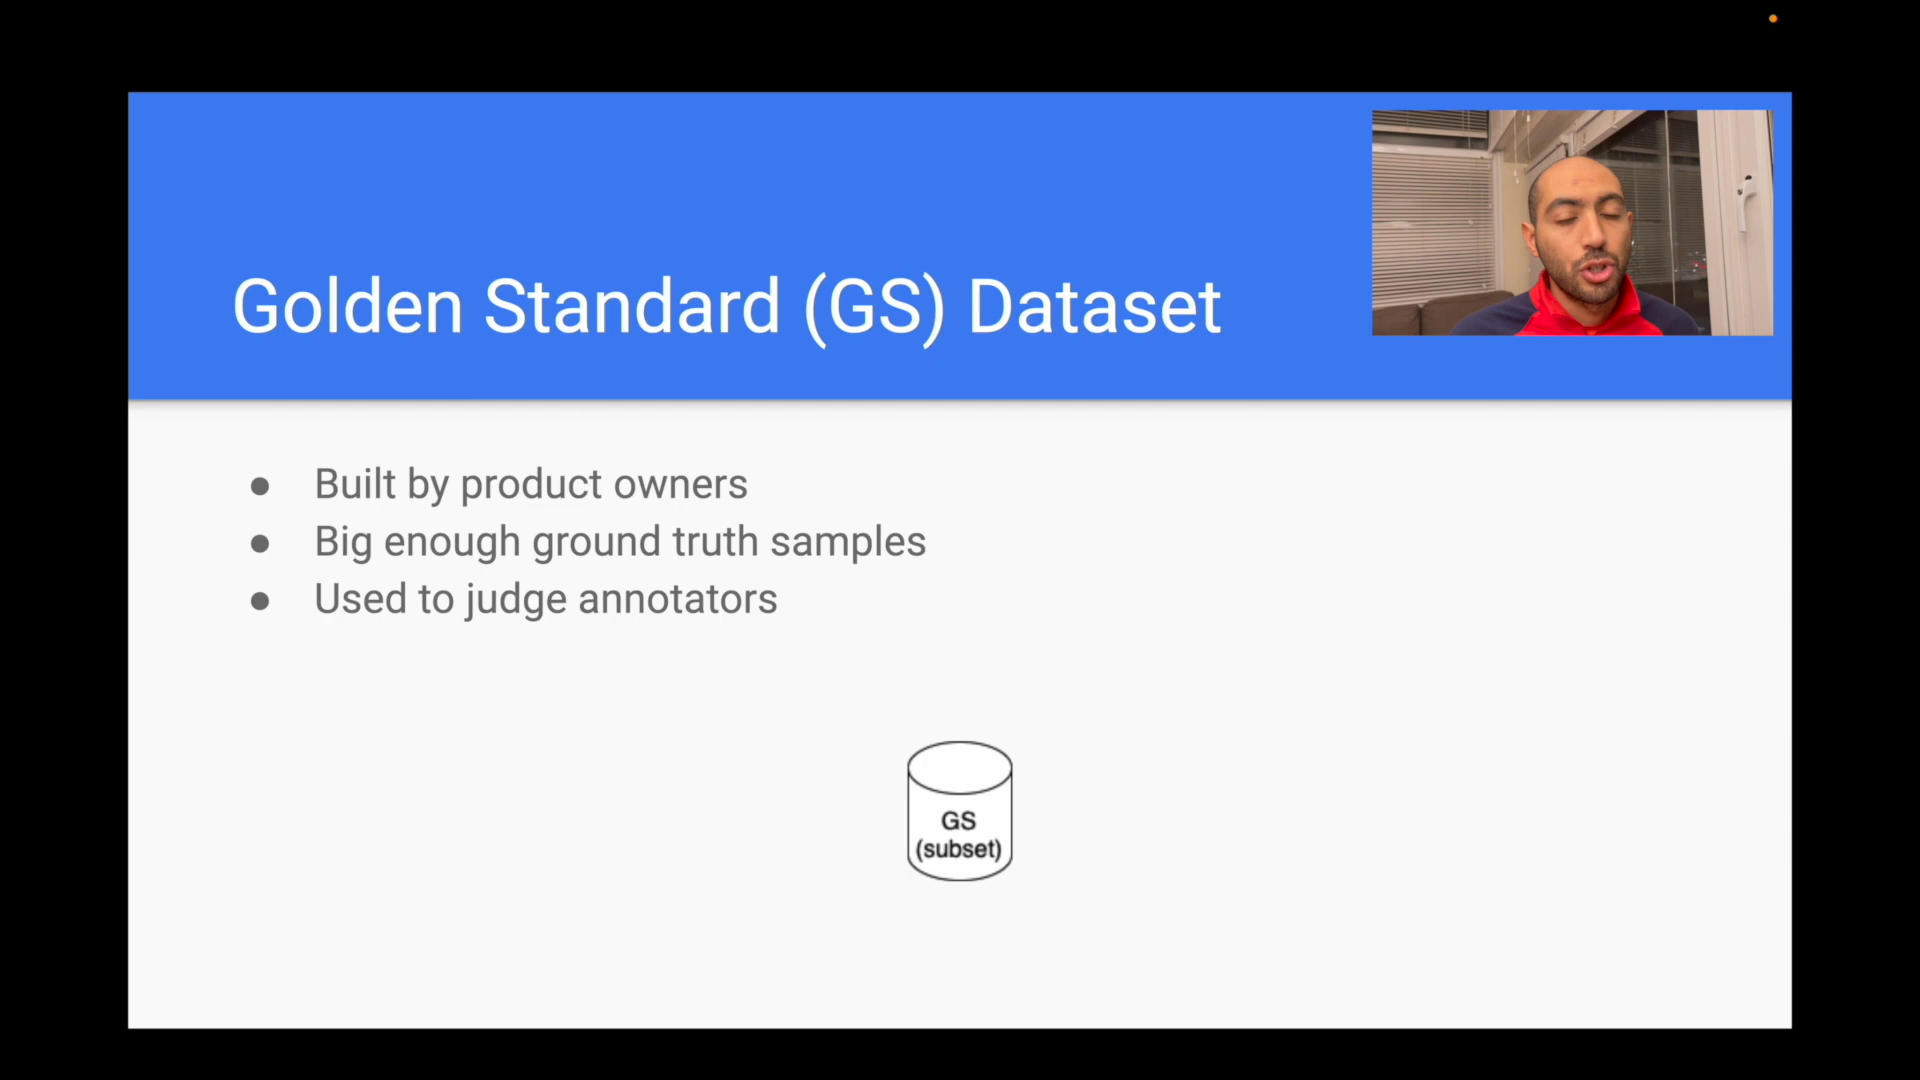 Golden Standard (GS) Dataset
Built by product owners
Big enough ground truth samples
Used to judge annotators
GS
(subset)